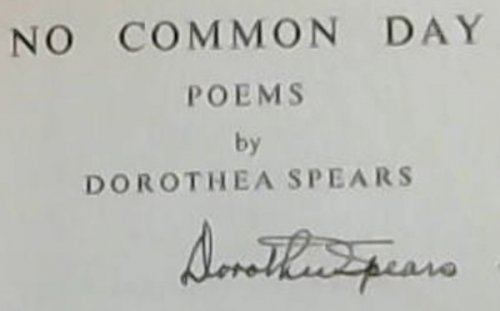 NO COMMON DAY
POEMS
by
DOROTHEA SPEARS
Dorothea Spears